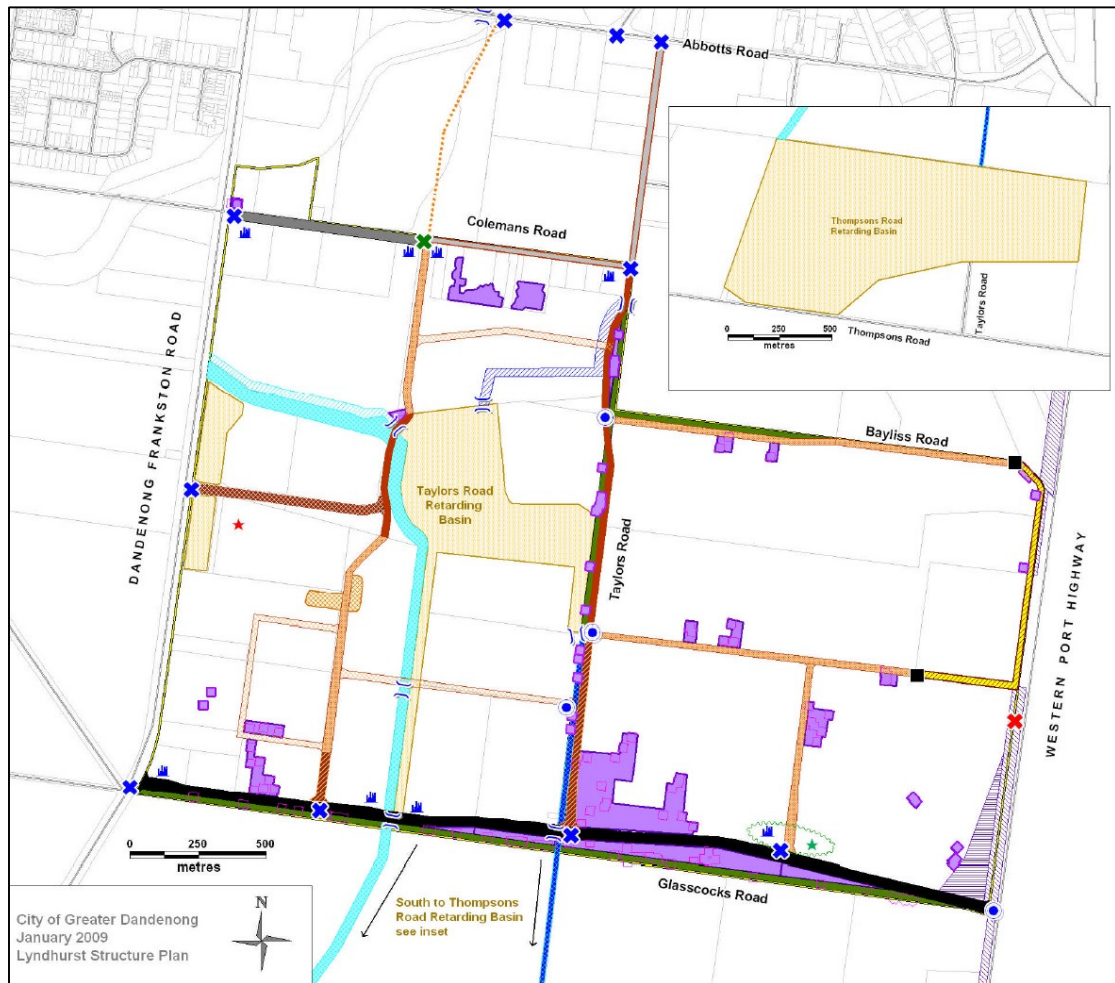 Abbotts Road
Thompsons Road
Retarding Basin
Taylors Road
0 250 500
metres
Thompsons Road
Colemans Road
DANDENONG FRANKSTON ROAD
Bayliss Road
Taylors Road
Retarding
Basin
Taylors Road
WESTERN PORT HIGHWAY
0 250 500
metres
Glasscocks Road
South to Thompsons
Road Retarding Basin
see inset
N
City of Greater Dandenong
January 2009
Lyndhurst Structure Plan